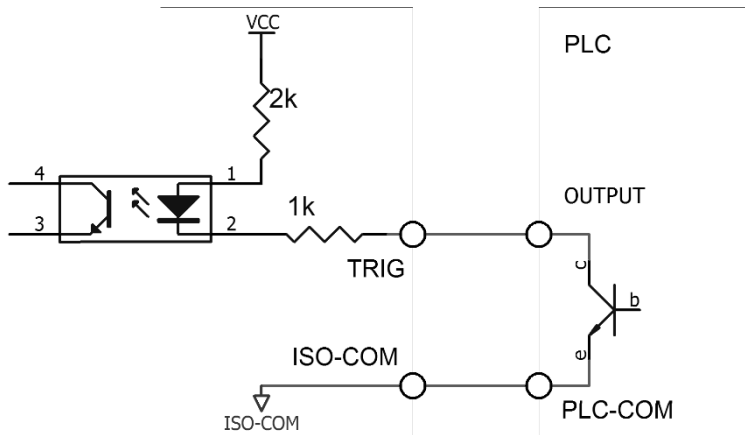 VCC
PLC
2k
4
1
3
2
1k
OUTPUT
TRIG
c
b
e
ISO-COM
PLC-COM
ISO-COM